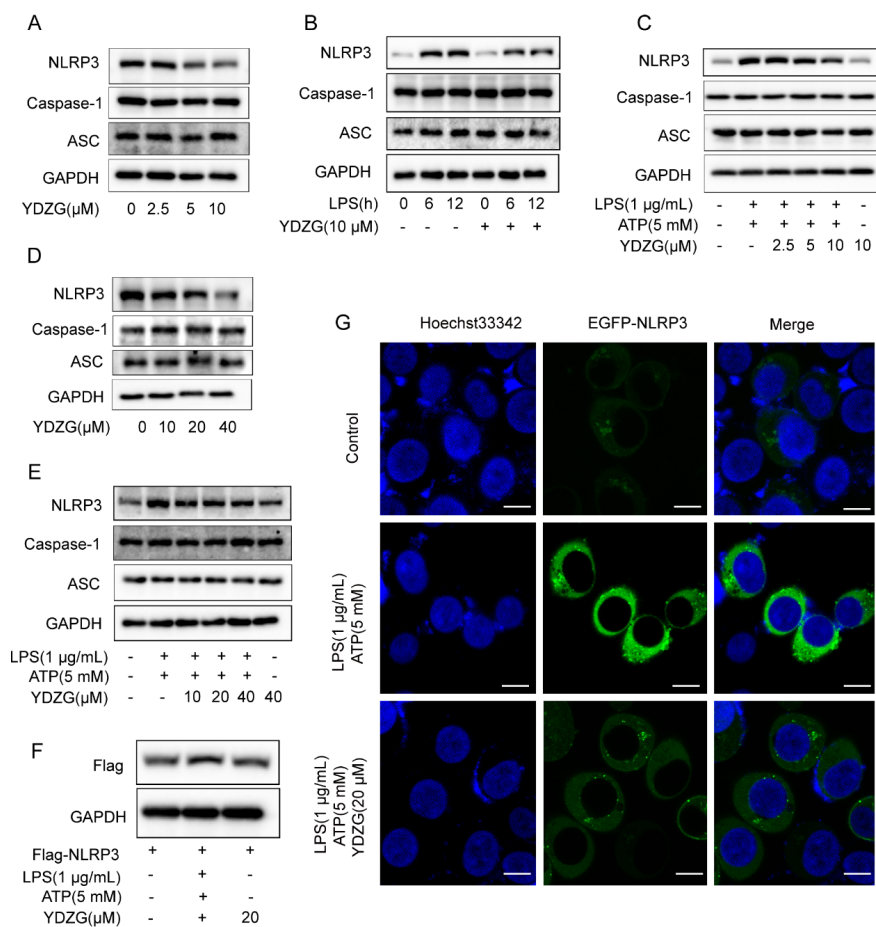 A
NLRP3
Caspase-1
ASC
GAPDH
YDZG(µM) 0 2.5 5 10
B
NLRP3
Caspase-1
ASC
GAPDH
LPS(h) 0 6 12 0 6 12
YDZG(10 µM) - - - + + +
C
NLRP3
Caspase-1
ASC
GAPDH
LPS(1 µg/mL) - + + + + -
ATP(5 mM) - + + + + -
YDZG(µM) - - 2.5 5 10 10
D
NLRP3
Caspase-1
ASC
GAPDH
YDZG(µM) 0 10 20 40
E
NLRP3
Caspase-1
ASC
GAPDH
LPS(1 µg/mL) - + + + + -
ATP(5 mM) - + + + + -
YDZG(µM) - - 10 20 40 40
F
Flag
GAPDH
Flag-NLRP3 + + +
LPS(1 µg/mL) - + -
ATP(5 mM) - + -
YDZG(µM) - + 20
G
Hoechst33342 EGFP-NLRP3 Merge
Control
LPS(1 µg/mL)
ATP(5 mM)
LPS(1 µg/mL)
ATP(5 mM)
YDZG(20 µM)